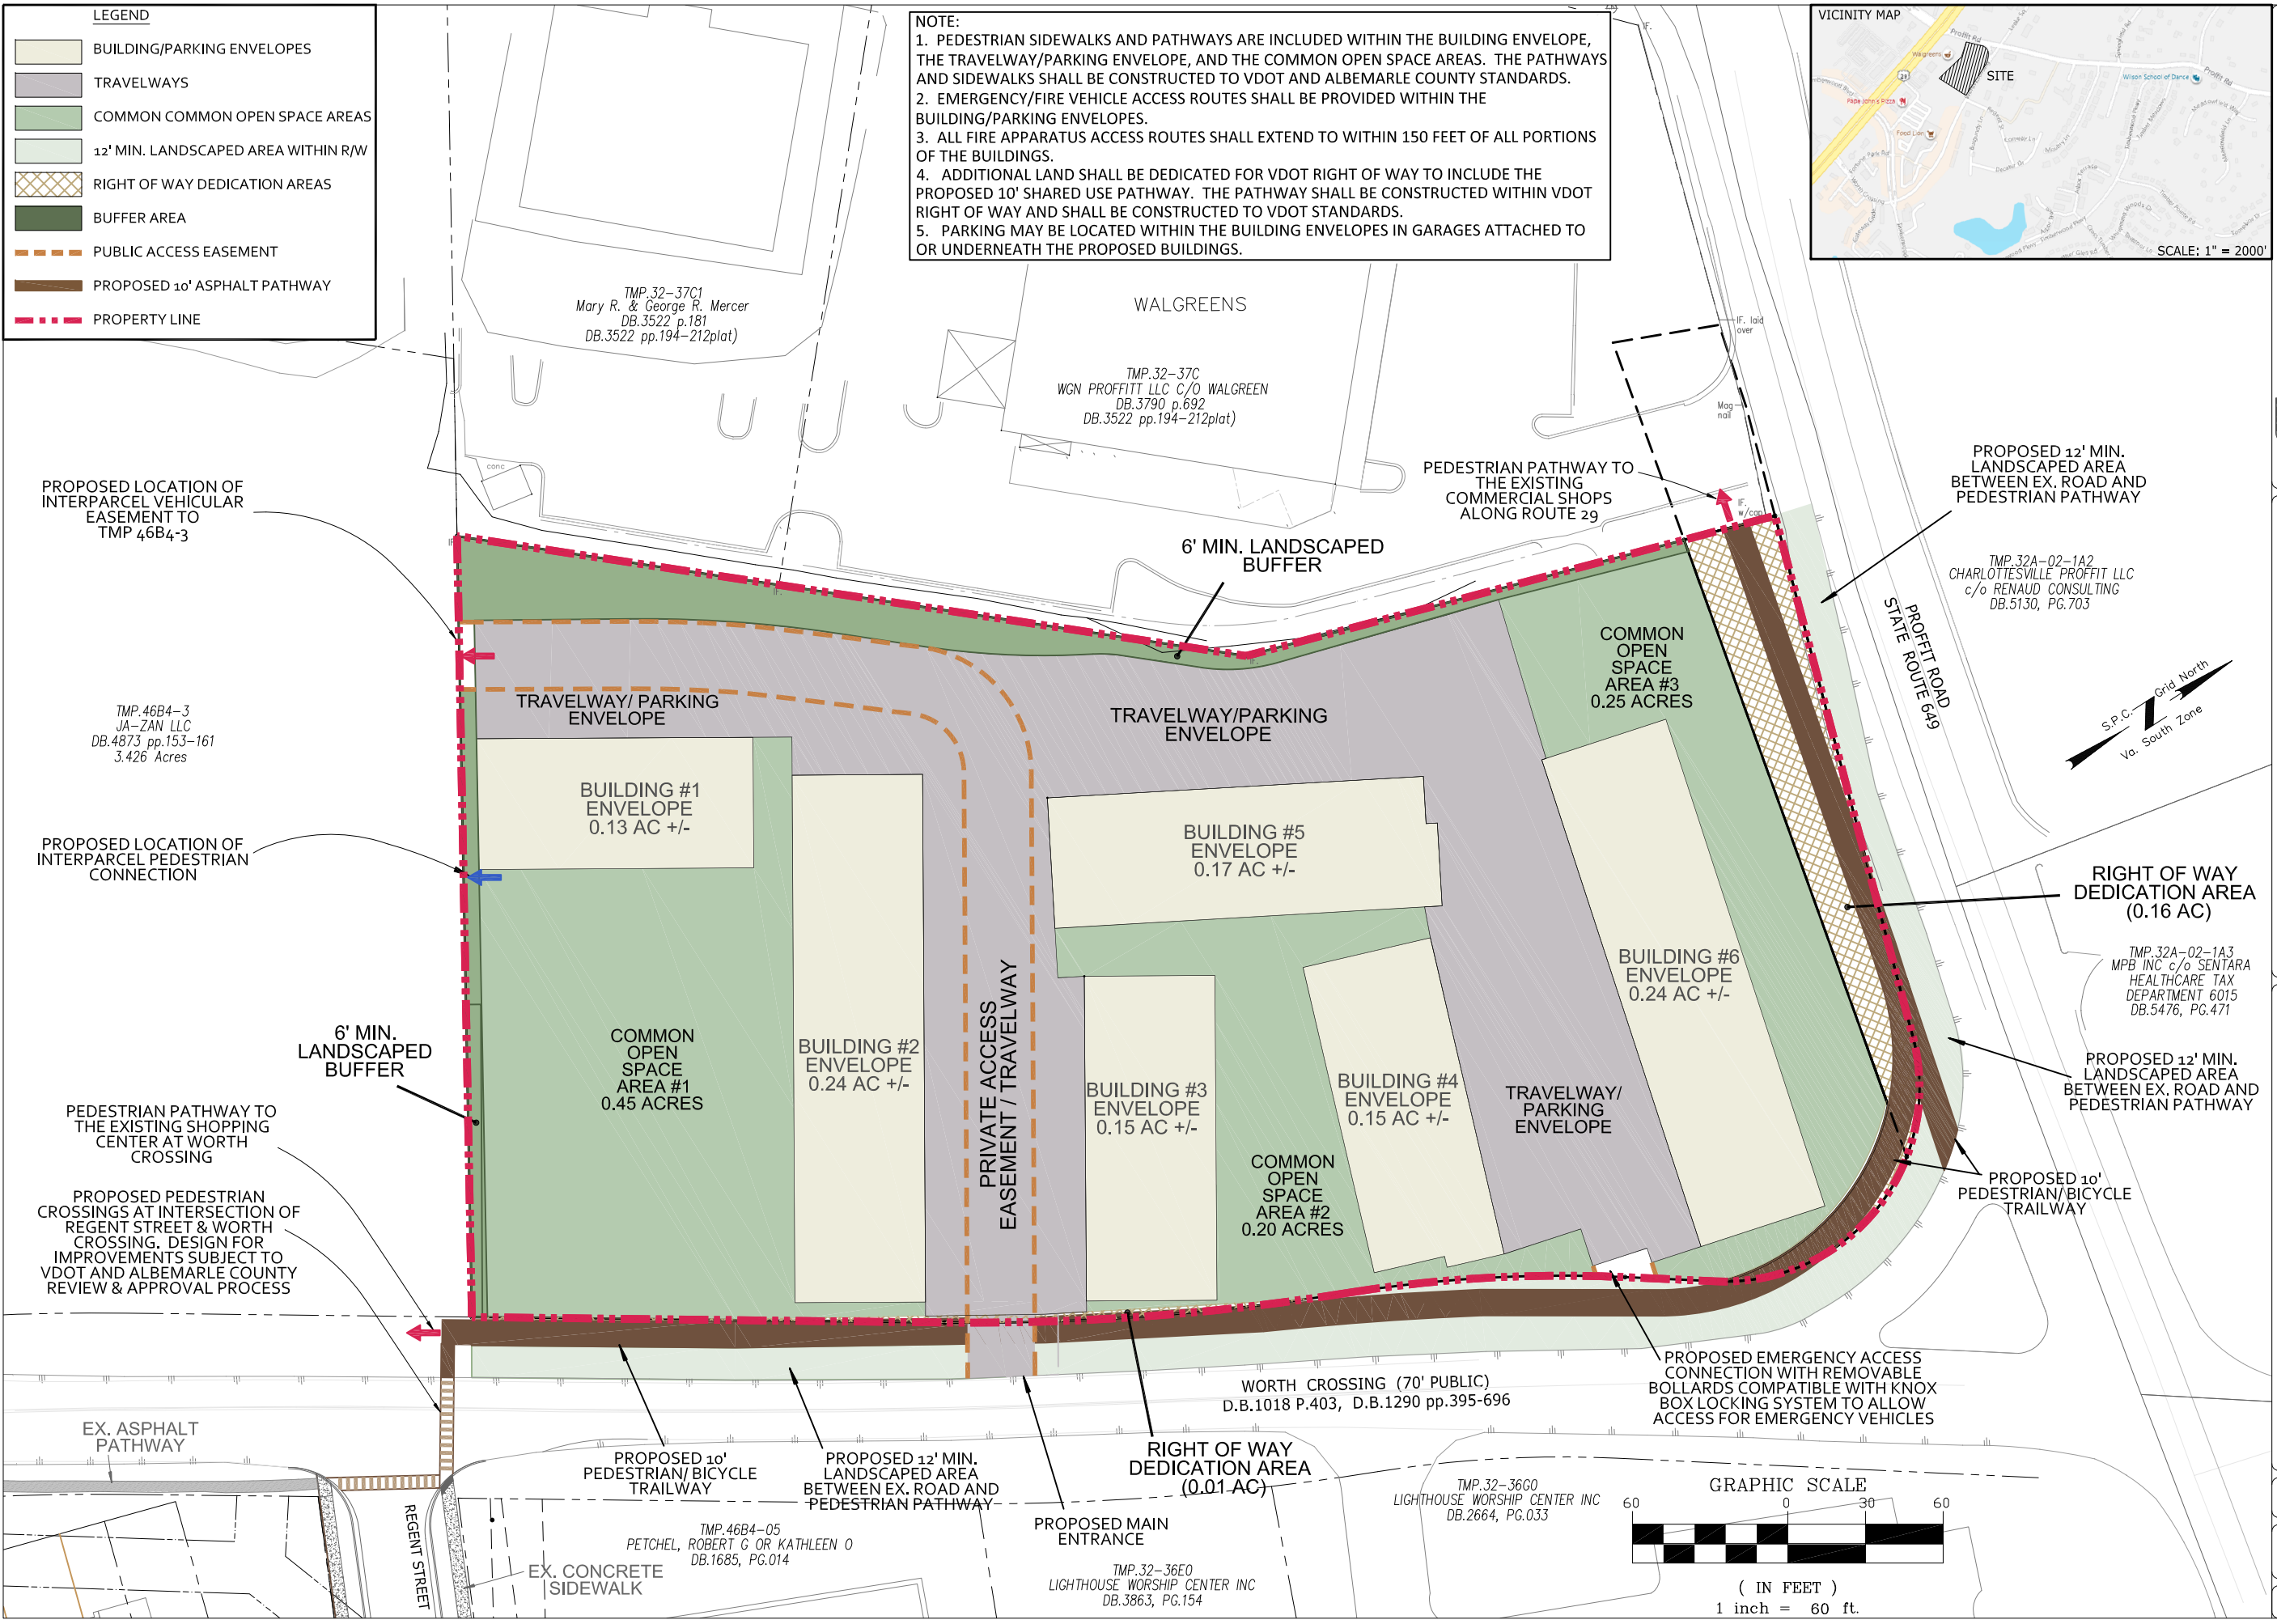 LEGEND
BUILDING/PARKING ENVELOPES
TRAVELWAYS
COMMON COMMON OPEN SPACE AREAS
12' MIN. LANDSCAPED AREA WITHIN R/W
RIGHT OF WAY DEDICATION AREAS
BUFFER AREA
PUBLIC ACCESS EASEMENT
PROPOSED 10' ASPHALT PATHWAY
PROPERTY LINE
NOTE:
1. PEDESTRIAN SIDEWALKS AND PATHWAYS ARE INCLUDED WITHIN THE BUILDING ENVELOPE,
THE TRAVELWAY/PARKING ENVELOPE, AND THE COMMON OPEN SPACE AREAS. THE PATHWAYS
AND SIDEWALKS SHALL BE CONSTRUCTED TO VDOT AND ALBEMARLE COUNTY STANDARDS.
2. EMERGENCY/FIRE VEHICLE ACCESS ROUTES SHALL BE PROVIDED WITHIN THE
BUILDING/PARKING ENVELOPES.
3. ALL FIRE APPARATUS ACCESS ROUTES SHALL EXTEND TO WITHIN 150 FEET OF ALL PORTIONS
OF THE BUILDINGS.
4. ADDITIONAL LAND SHALL BE DEDICATED FOR VDOT RIGHT OF WAY TO INCLUDE THE
PROPOSED 10' SHARED USE PATHWAY. THE PATHWAY SHALL BE CONSTRUCTED WITHIN VDOT
RIGHT OF WAY AND SHALL BE CONSTRUCTED TO VDOT STANDARDS.
5. PARKING MAY BE LOCATED WITHIN THE BUILDING ENVELOPES IN GARAGES ATTACHED TO
OR UNDERNEATH THE PROPOSED BUILDINGS.
VICINITY MAP
Proffit Rd
Walgreens
SITE
29
Wilson School of Dance
Proffit Rd
Papa John's Pizza
Food Lion
SCALE: 1" = 2000'
TMP.32-37C1
Mary R. & George R. Mercer
DB.3522 p.181
DB.3522 pp.194-212plat)
WALGREENS
TMP.32-37C
WGN PROFFITT LLC C/O WALGREEN
DB.3790 p.692
DB.3522 pp.194-212plat)
IF. laid
over
Mag
nail
IF.
w/cap
conc
PROPOSED LOCATION OF
INTERPARCEL VEHICULAR
EASEMENT TO
TMP 46B4-3
PEDESTRIAN PATHWAY TO
THE EXISTING
COMMERCIAL SHOPS
ALONG ROUTE 29
PROPOSED 12' MIN.
LANDSCAPED AREA
BETWEEN EX. ROAD AND
PEDESTRIAN PATHWAY
6' MIN. LANDSCAPED
BUFFER
TMP.32A-02-1A2
CHARLOTTESVILLE PROFFIT LLC
c/o RENAUD CONSULTING
DB.5130, PG.703
PROFFIT ROAD
STATE ROUTE 649
S.P.C.
Grid North
Va. South Zone
COMMON
OPEN
SPACE
AREA #3
0.25 ACRES
TRAVELWAY/ PARKING
ENVELOPE
TRAVELWAY/PARKING
ENVELOPE
TMP.46B4-3
JA-ZAN LLC
DB.4873 pp.153-161
3.426 Acres
BUILDING #1
ENVELOPE
0.13 AC +/-
BUILDING #5
ENVELOPE
0.17 AC +/-
PROPOSED LOCATION OF
INTERPARCEL PEDESTRIAN
CONNECTION
RIGHT OF WAY
DEDICATION AREA
(0.16 AC)
BUILDING #6
ENVELOPE
0.24 AC +/-
TMP.32A-02-1A3
MPB INC c/o SENTARA
HEALTHCARE TAX
DEPARTMENT 6015
DB.5476, PG.471
6' MIN.
LANDSCAPED
BUFFER
COMMON
OPEN
SPACE
AREA #1
0.45 ACRES
BUILDING #2
ENVELOPE
0.24 AC +/-
PRIVATE ACCESS
EASEMENT / TRAVELWAY
BUILDING #3
ENVELOPE
0.15 AC +/-
BUILDING #4
ENVELOPE
0.15 AC +/-
TRAVELWAY/
PARKING
ENVELOPE
PROPOSED 12' MIN.
LANDSCAPED AREA
BETWEEN EX. ROAD AND
PEDESTRIAN PATHWAY
PEDESTRIAN PATHWAY TO
THE EXISTING SHOPPING
CENTER AT WORTH
CROSSING
COMMON
OPEN
SPACE
AREA #2
0.20 ACRES
PROPOSED 10'
PEDESTRIAN/BICYCLE
TRAILWAY
PROPOSED PEDESTRIAN
CROSSINGS AT INTERSECTION OF
REGENT STREET & WORTH
CROSSING. DESIGN FOR
IMPROVEMENTS SUBJECT TO
VDOT AND ALBEMARLE COUNTY
REVIEW & APPROVAL PROCESS
WORTH CROSSING (70' PUBLIC)
D.B.1018 P.403, D.B.1290 pp.395-696
PROPOSED EMERGENCY ACCESS
CONNECTION WITH REMOVABLE
BOLLARDS COMPATIBLE WITH KNOX
BOX LOCKING SYSTEM TO ALLOW
ACCESS FOR EMERGENCY VEHICLES
EX. ASPHALT
PATHWAY
PROPOSED 10'
PEDESTRIAN/ BICYCLE
TRAILWAY
PROPOSED 12' MIN.
LANDSCAPED AREA
BETWEEN EX. ROAD AND
PEDESTRIAN PATHWAY
RIGHT OF WAY
DEDICATION AREA
(0.01 AC)
PROPOSED MAIN
ENTRANCE
REGENT STREET
EX. CONCRETE
SIDEWALK
TMP.46B4-05
PETCHEL, ROBERT G OR KATHLEEN O
DB.1685, PG.014
TMP.32-36E0
LIGHTHOUSE WORSHIP CENTER INC
DB.3863, PG.154
TMP.32-36G0
LIGHTHOUSE WORSHIP CENTER INC
DB.2664, PG.033
GRAPHIC SCALE
60 0 30 60
( IN FEET )
1 inch = 60 ft.